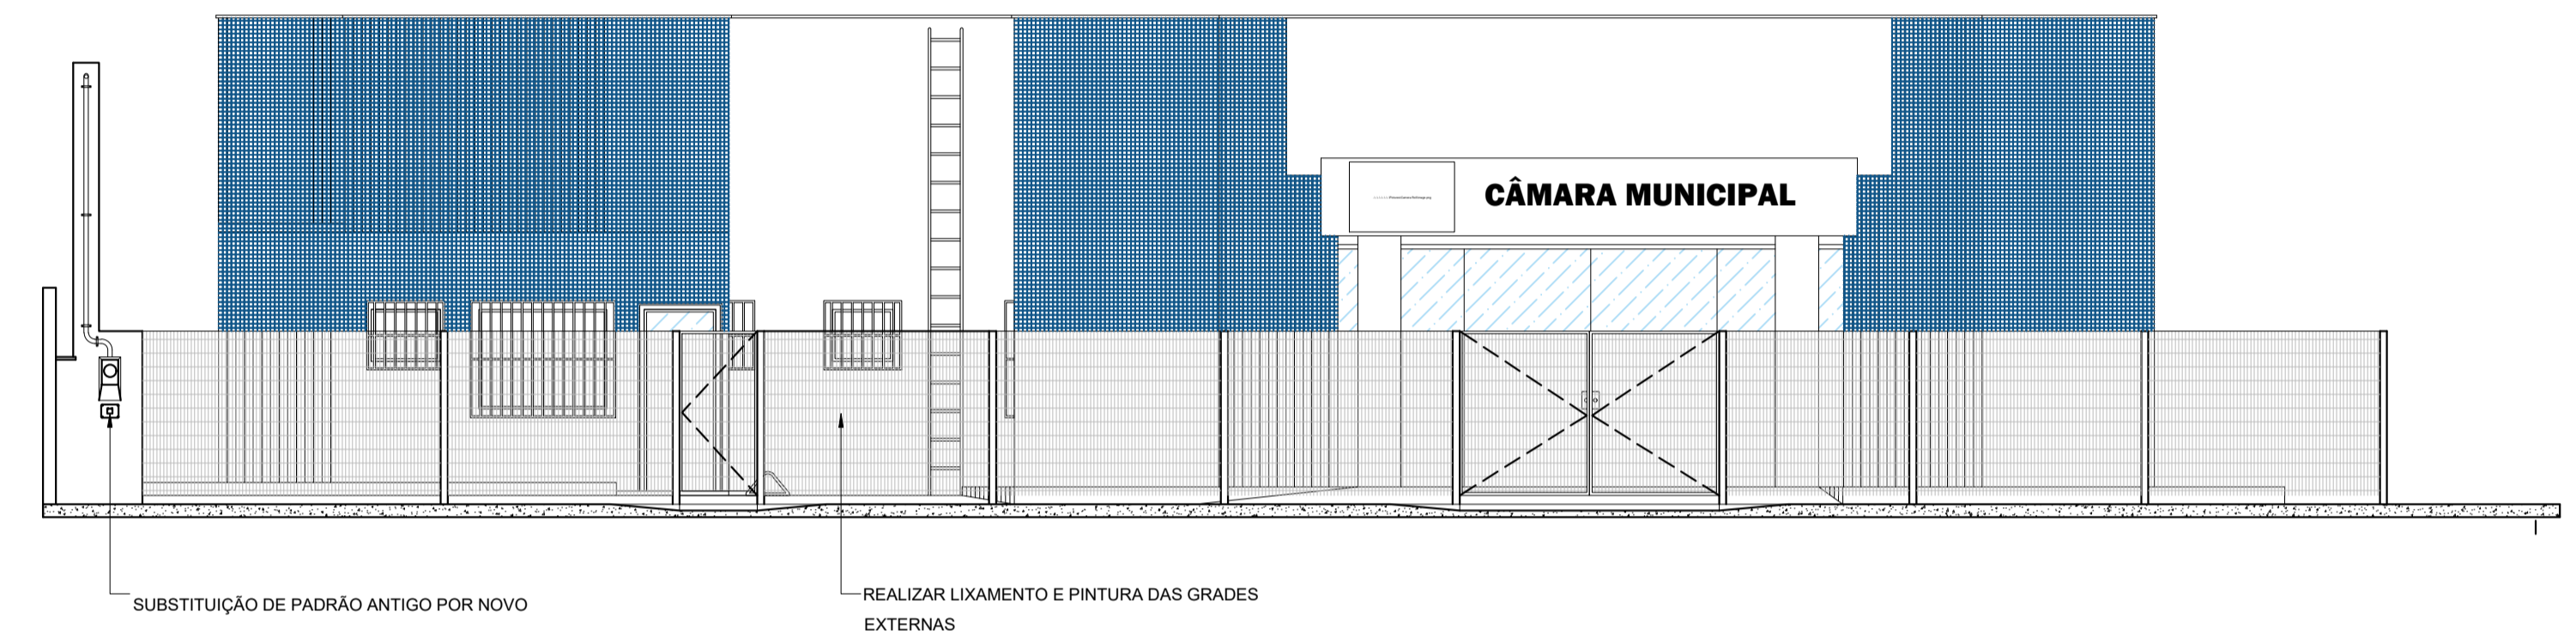 CÂMARA MUNICIPAL
SUBSTITUIÇÃO DE PADRÃO ANTIGO POR NOVO
REALIZAR LIXAMENTO E PINTURA DAS GRADES
EXTERNAS